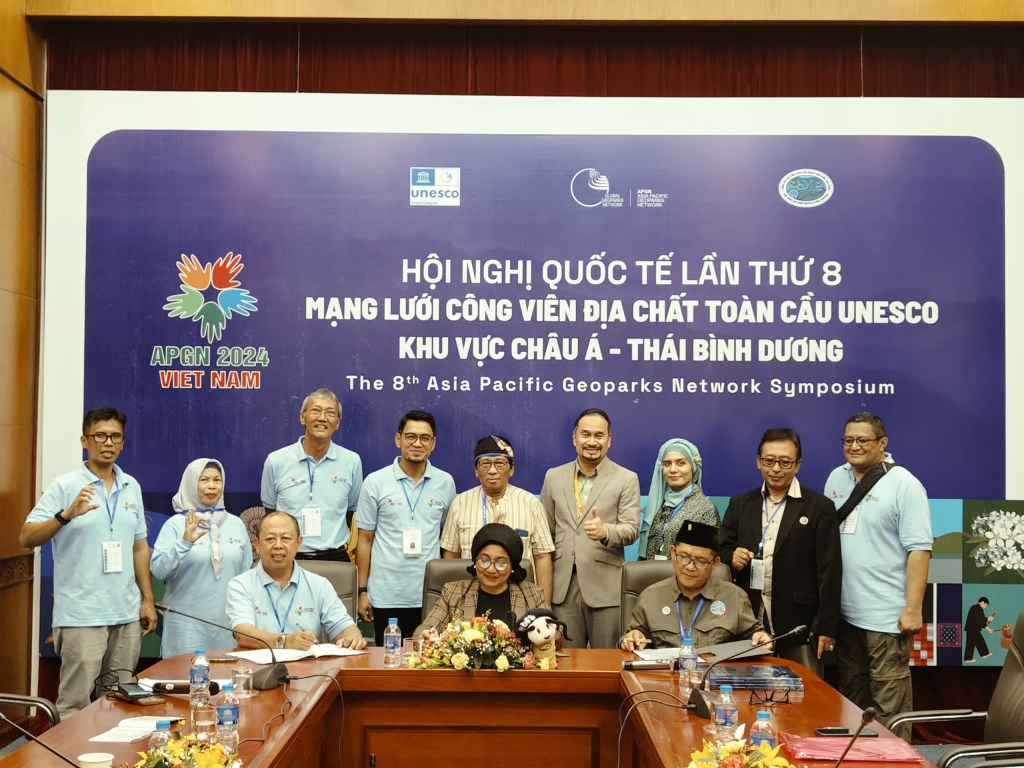 unesco
GLOBAL
GEOPARKS
NETWORK
APGN
ASIA PACIFIC
GEOPARKS
NETWORK
HỘI NGHỊ QUỐC TẾ LẦN THỨ 8
MẠNG LƯỚI CÔNG VIÊN ĐỊA CHẤT TOÀN CẦU UNESCO
KHU VỰC CHÂU Á - THÁI BÌNH DƯƠNG
The 8th Asia Pacific Geoparks Network Symposium
APGN 2024
VIET NAM